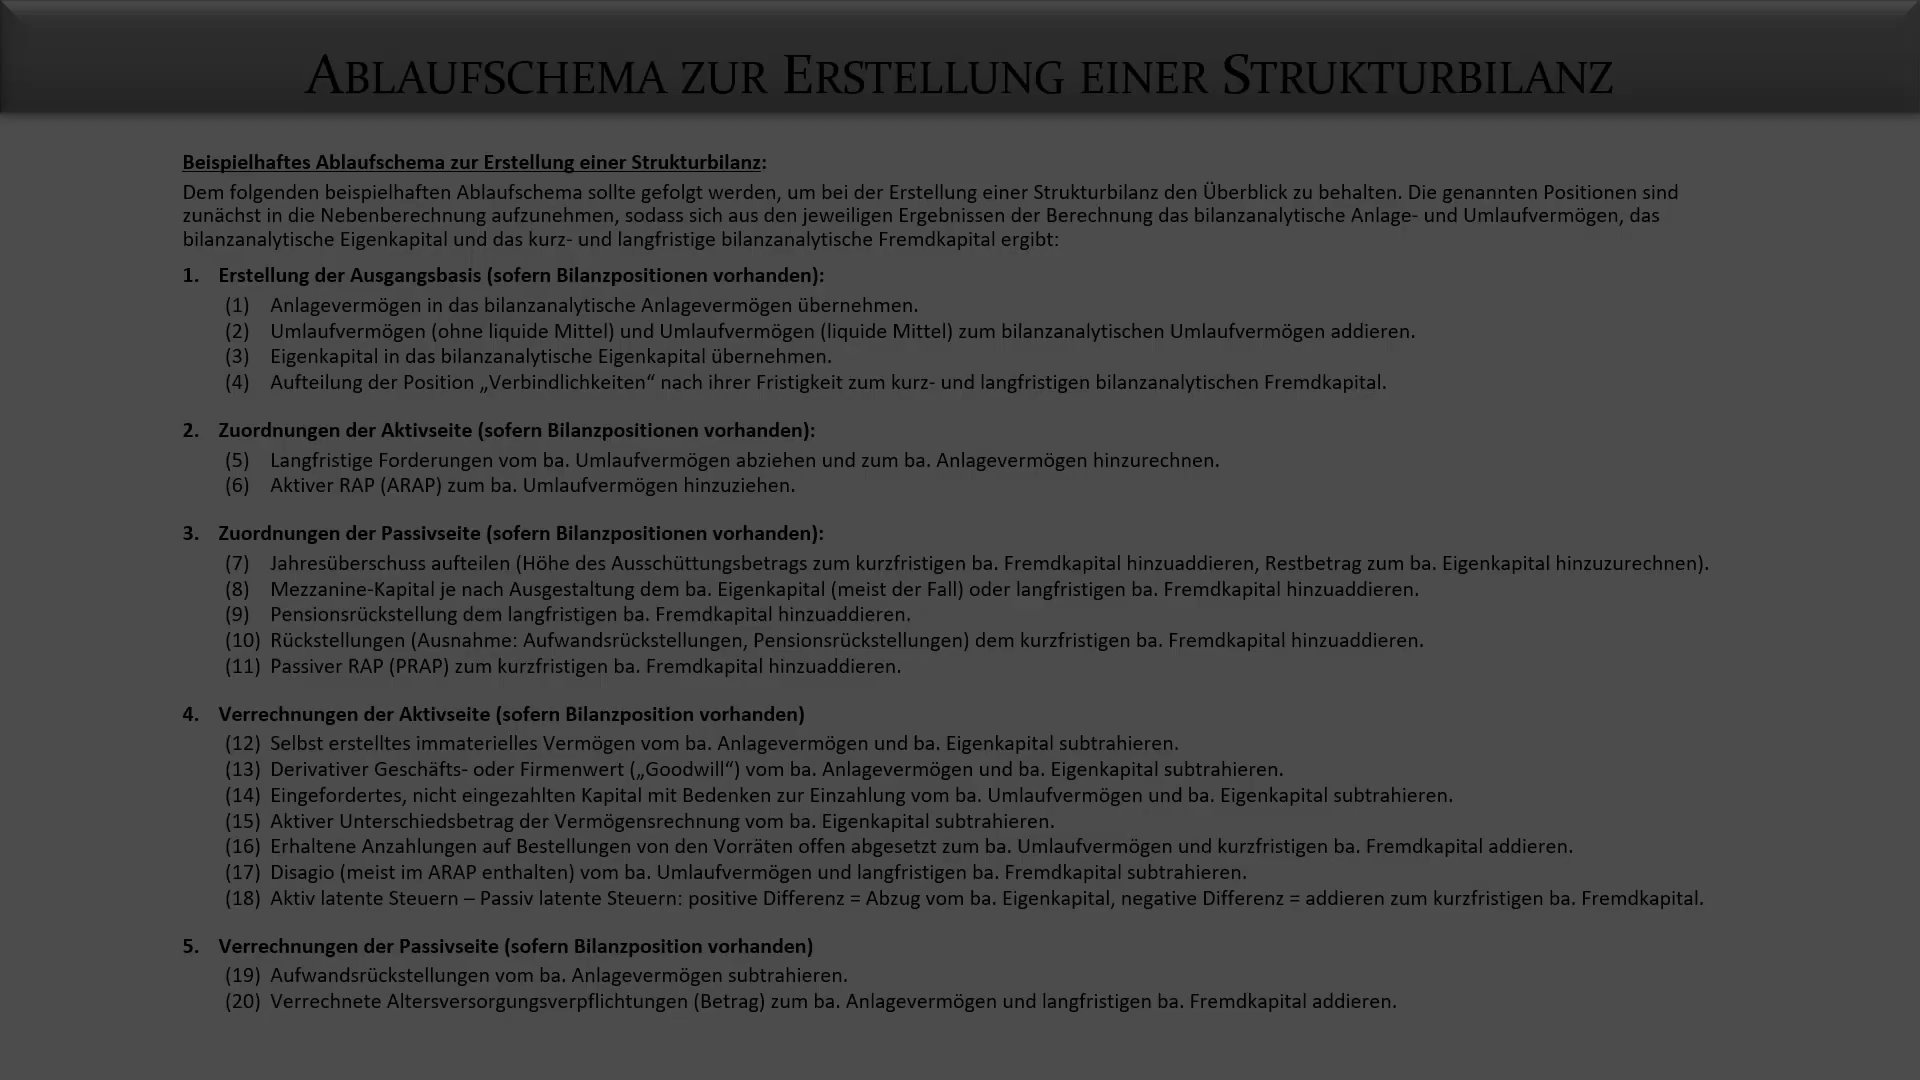 ABLAUFSCHEMA ZUR ERSTELLUNG EINER STRUKTURBILANZ
Beispielhaftes Ablaufschema zur Erstellung einer Strukturbilanz:
Dem folgenden beispielhaften Ablaufschema sollte gefolgt werden, um bei der Erstellung einer Strukturbilanz den Überblick zu behalten. Die genannten Positionen sind
zunächst in die Nebenberechnung aufzunehmen, sodass sich aus den jeweiligen Ergebnissen der Berechnung das bilanzanalytische Anlage- und Umlaufvermögen, das
bilanzanalytische Eigenkapital und das kurz- und langfristige bilanzanalytische Fremdkapital ergibt:
1. Erstellung der Ausgangsbasis (sofern Bilanzpositionen vorhanden):
(1) Anlagevermögen in das bilanzanalytische Anlagevermögen übernehmen.
(2) Umlaufvermögen (ohne liquide Mittel) und Umlaufvermögen (liquide Mittel) zum bilanzanalytischen Umlaufvermögen addieren.
(3) Eigenkapital in das bilanzanalytische Eigenkapital übernehmen.
(4) Aufteilung der Position „Verbindlichkeiten“ nach ihrer Fristigkeit zum kurz- und langfristigen bilanzanalytischen Fremdkapital.
2. Zuordnungen der Aktivseite (sofern Bilanzpositionen vorhanden):
(5) Langfristige Forderungen vom ba. Umlaufvermögen abziehen und zum ba. Anlagevermögen hinzurechnen.
(6) Aktiver RAP (ARAP) zum ba. Umlaufvermögen hinzuziehen.
3. Zuordnungen der Passivseite (sofern Bilanzpositionen vorhanden):
(7) Jahresüberschuss aufteilen (Höhe des Ausschüttungsbetrags zum kurzfristigen ba. Fremdkapital hinzuaddieren, Restbetrag zum ba. Eigenkapital hinzuzurechnen).
(8) Mezzanine-Kapital je nach Ausgestaltung dem ba. Eigenkapital (meist der Fall) oder langfristigen ba. Fremdkapital hinzuaddieren.
(9) Pensionsrückstellung dem langfristigen ba. Fremdkapital hinzuaddieren.
(10) Rückstellungen (Ausnahme: Aufwandsrückstellungen, Pensionsrückstellungen) dem kurzfristigen ba. Fremdkapital hinzuaddieren.
(11) Passiver RAP (PRAP) zum kurzfristigen ba. Fremdkapital hinzuaddieren.
4. Verrechnungen der Aktivseite (sofern Bilanzposition vorhanden)
(12) Selbst erstelltes immaterielles Vermögen vom ba. Anlagevermögen und ba. Eigenkapital subtrahieren.
(13) Derivativer Geschäfts- oder Firmenwert („Goodwill“) vom ba. Anlagevermögen und ba. Eigenkapital subtrahieren.
(14) Eingefordertes, nicht eingezahlten Kapital mit Bedenken zur Einzahlung vom ba. Umlaufvermögen und ba. Eigenkapital subtrahieren.
(15) Aktiver Unterschiedsbetrag der Vermögensrechnung vom ba. Eigenkapital subtrahieren.
(16) Erhaltene Anzahlungen auf Bestellungen von den Vorräten offen abgesetzt zum ba. Umlaufvermögen und kurzfristigen ba. Fremdkapital addieren.
(17) Disagio (meist im ARAP enthalten) vom ba. Umlaufvermögen und langfristigen ba. Fremdkapital subtrahieren.
(18) Aktiv latente Steuern – Passiv latente Steuern: positive Differenz = Abzug vom ba. Eigenkapital, negative Differenz = addieren zum kurzfristigen ba. Fremdkapital.
5. Verrechnungen der Passivseite (sofern Bilanzposition vorhanden)
(19) Aufwandsrückstellungen vom ba. Anlagevermögen subtrahieren.
(20) Verrechnete Altersversorgungsverpflichtungen (Betrag) zum ba. Anlagevermögen und langfristigen ba. Fremdkapital addieren.